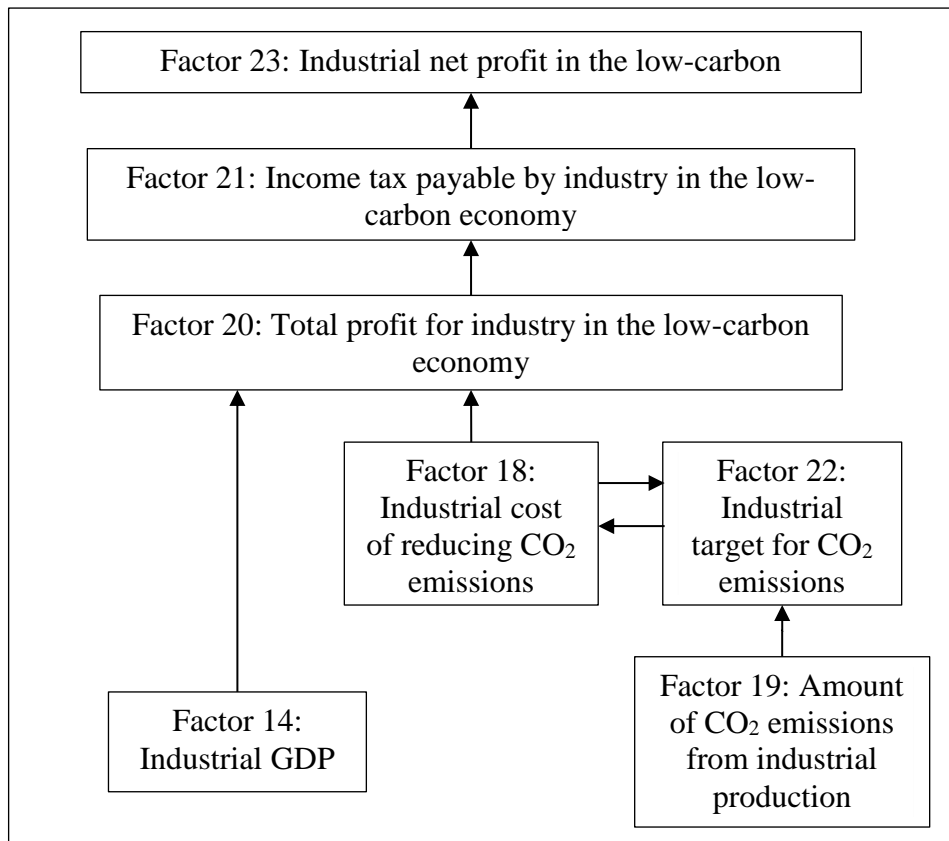 Factor 23: Industrial net profit in the low-carbon
Factor 21: Income tax payable by industry in the low-
carbon economy
Factor 20: Total profit for industry in the low-carbon
economy
Factor 18:
Industrial cost
of reducing CO₂
emissions
Factor 22:
Industrial
target for CO₂
emissions
Factor 14:
Industrial GDP
Factor 19: Amount
of CO₂ emissions
from industrial
production